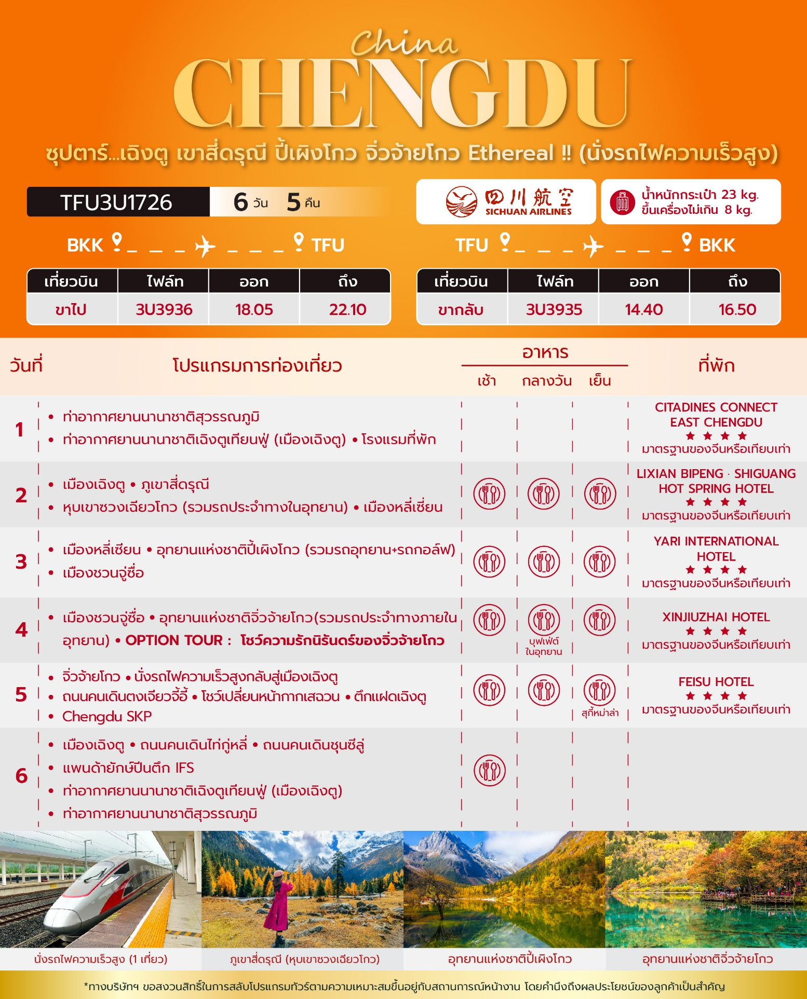 China
CHENGDU
ซุปตาร์...เฉิงตู เขาสี่ดรุณี ปี้เผิงโกว จิ่วจ้ายโกว Ethereal !! (นั่งรถไฟความเร็วสูง)
TFU3U1726
6 วัน 5 คืน
四川航空
SICHUAN AIRLINES
น้ำหนักกระเป๋า 23 kg.
ขึ้นเครื่องไม่เกิน 8 kg.
BKK TFU
TFU BKK
เที่ยวบิน ไฟล์ท ออก ถึง
ขาไป 3U3936 18.05 22.10
เที่ยวบิน ไฟล์ท ออก ถึง
ขากลับ 3U3935 14.40 16.50
วันที่ โปรแกรมการท่องเที่ยว อาหาร ที่พัก
เช้า กลางวัน เย็น
1
• ท่าอากาศยานนานาชาติสุวรรณภูมิ
• ท่าอากาศยานนานาชาติเฉิงตูเทียนฟู่ (เมืองเฉิงตู) • โรงแรมที่พัก
CITADINES CONNECT
EAST CHENGDU
★ ★ ★ ★
มาตรฐานของจีนหรือเทียบเท่า
2
• เมืองเฉิงตู • ภูเขาสี่ดรุณี
• หุบเขาซวงเฉียวโกว (รวมรถประจำทางในอุทยาน) • เมืองหลี่เซี่ยน
LIXIAN BIPENG · SHIGUANG
HOT SPRING HOTEL
★ ★ ★ ★
มาตรฐานของจีนหรือเทียบเท่า
3
• เมืองหลี่เซียน • อุทยานแห่งชาติปี้เผิงโกว (รวมรถอุทยาน+รถกอล์ฟ)
• เมืองชวนจู่ซื่อ
YARI INTERNATIONAL
HOTEL
★ ★ ★ ★
มาตรฐานของจีนหรือเทียบเท่า
4
• เมืองชวนจู่ซื่อ • อุทยานแห่งชาติจิ่วจ้ายโกว(รวมรถประจำทางภายใน
อุทยาน) • OPTION TOUR : โชว์ความรักนิรันดร์ของจิ่วจ้ายโกว
บุฟเฟ่ต์
ในอุทยาน
XINJIUZHAI HOTEL
★ ★ ★ ★
มาตรฐานของจีนหรือเทียบเท่า
5
• จิ่วจ้ายโกว • นั่งรถไฟความเร็วสูงกลับสู่เมืองเฉิงตู
• ถนนคนเดินตงเจียวจี้อี้ • โชว์เปลี่ยนหน้ากากเสฉวน • ตึกแฝดเฉิงตู
• Chengdu SKP
สุกี้หม่าล่า
FEISU HOTEL
★ ★ ★ ★
มาตรฐานของจีนหรือเทียบเท่า
6
• เมืองเฉิงตู • ถนนคนเดินไท่กู่หลี่ • ถนนคนเดินชุนซีลู่
• แพนด้ายักษ์ปีนตึก IFS
• ท่าอากาศยานนานาชาติเฉิงตูเทียนฟู่ (เมืองเฉิงตู)
• ท่าอากาศยานนานาชาติสุวรรณภูมิ
นั่งรถไฟความเร็วสูง (1 เที่ยว)
ภูเขาสี่ดรุณี (หุบเขาซวงเฉียวโกว)
อุทยานแห่งชาติปี้เผิงโกว
อุทยานแห่งชาติจิ่วจ้ายโกว
*ทางบริษัทฯ ขอสงวนสิทธิ์ในการสลับโปรแกรมทัวร์ตามความเหมาะสมขึ้นอยู่กับสถานการณ์หน้างาน โดยคำนึงถึงผลประโยชน์ของลูกค้าเป็นสำคัญ